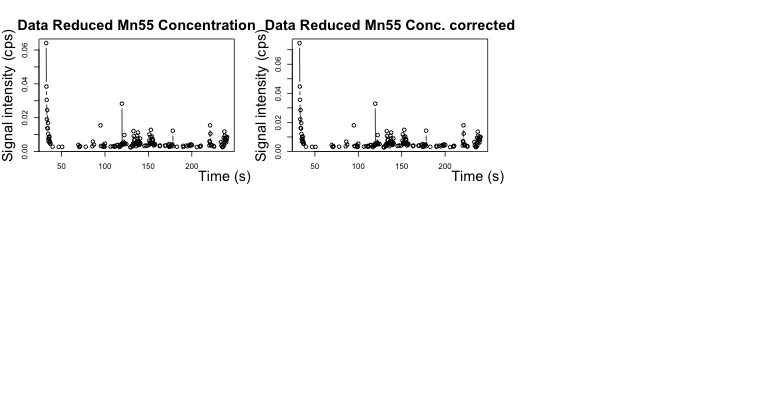 Data Reduced Mn55 Concentration
Signal intensity (cps)
0.00 0.02 0.04 0.06
50 100 150 200
Time (s)
Data Reduced Mn55 Conc. corrected
Signal intensity (cps)
0.00 0.02 0.04 0.06
50 100 150 200
Time (s)